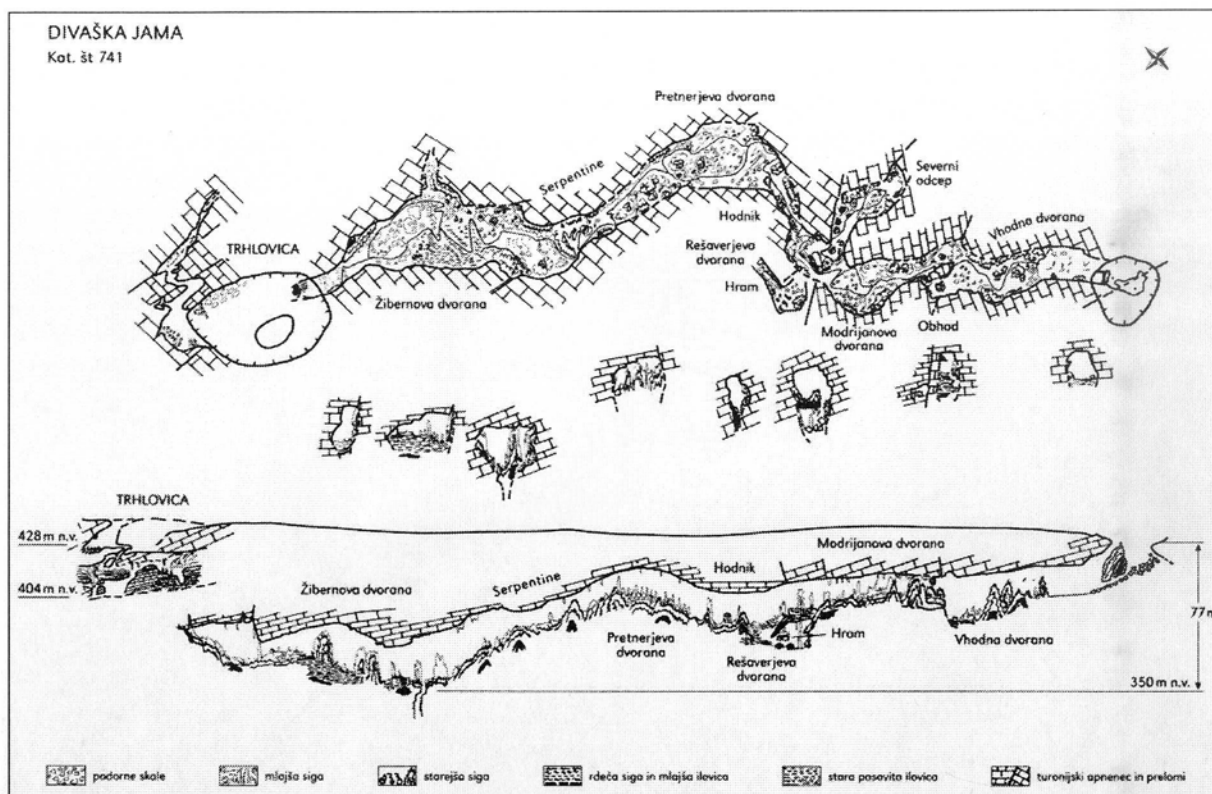 DIVAŠKA JAMA
Kat. št 741
Pretnerjeva dvorana
Serpentine
Severni
odcep
Hodnik
Vhodna dvorana
TRHLOVICA
Rešaverjeva
dvorana
Hram
Žibernova dvorana
Obhod
Modrijanova
dvorana
TRHLOVICA
428 m n.v.
Modrijanova dvorana
Hodnik
Serpentine
404 m n.v.
Žibernova dvorana
77 m
Hram
Pretnerjeva
dvorana
Vhodna dvorana
Rešaverjeva
dvorana
350 m n.v.
podorne skale
mlajša siga
starejša siga
rdeča siga in mlajša ilovica
stara pasovita ilovica
turonijski apnenec in prelomi